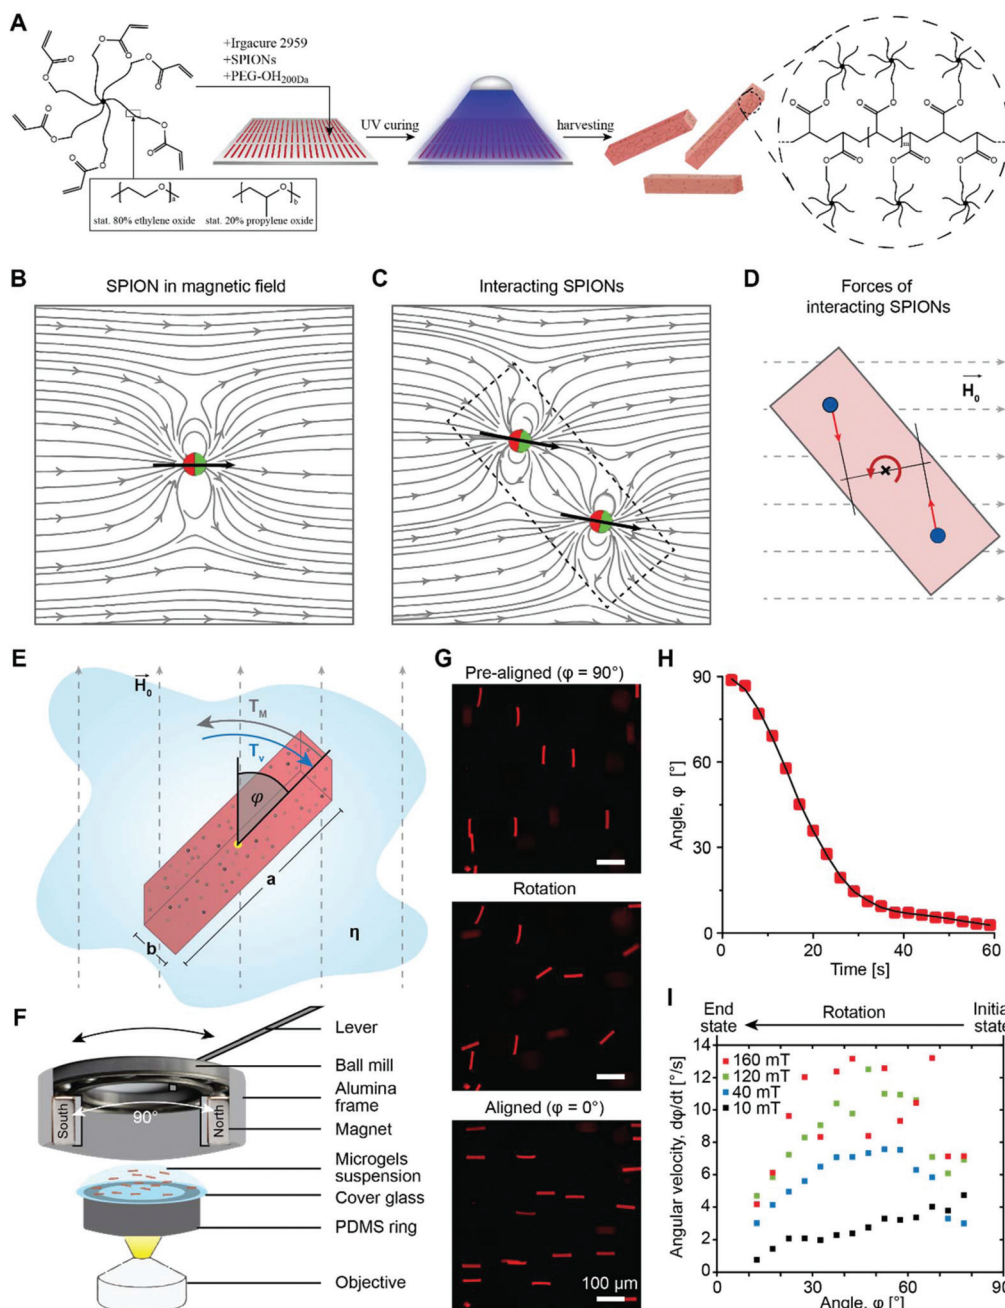 A
+Irgacure 2959
+SPIONs
+PEG-OH200Da
UV curing
harvesting
stat. 80% ethylene oxide
stat. 20% propylene oxide
B
SPION in magnetic field
C
Interacting SPIONs
D
Forces of
interacting SPIONs
H0
E
H0
TM
Tv
φ
a
b
η
F
Lever
Ball mill
Alumina
frame
Magnet
South
90°
North
Microgels
suspension
Cover glass
PDMS ring
Objective
G
Pre-aligned (φ = 90°)
Rotation
Aligned (φ = 0°)
100 µm
H
Angle, φ [°]
90
60
30
0
0 20 40 60
Time [s]
I
End
state
Rotation
Initial
state
Angular velocity, dφ/dt [°/s]
14
12
10
8
6
4
2
0
160 mT
120 mT
40 mT
10 mT
0 30 60 90
Angle, φ [°]